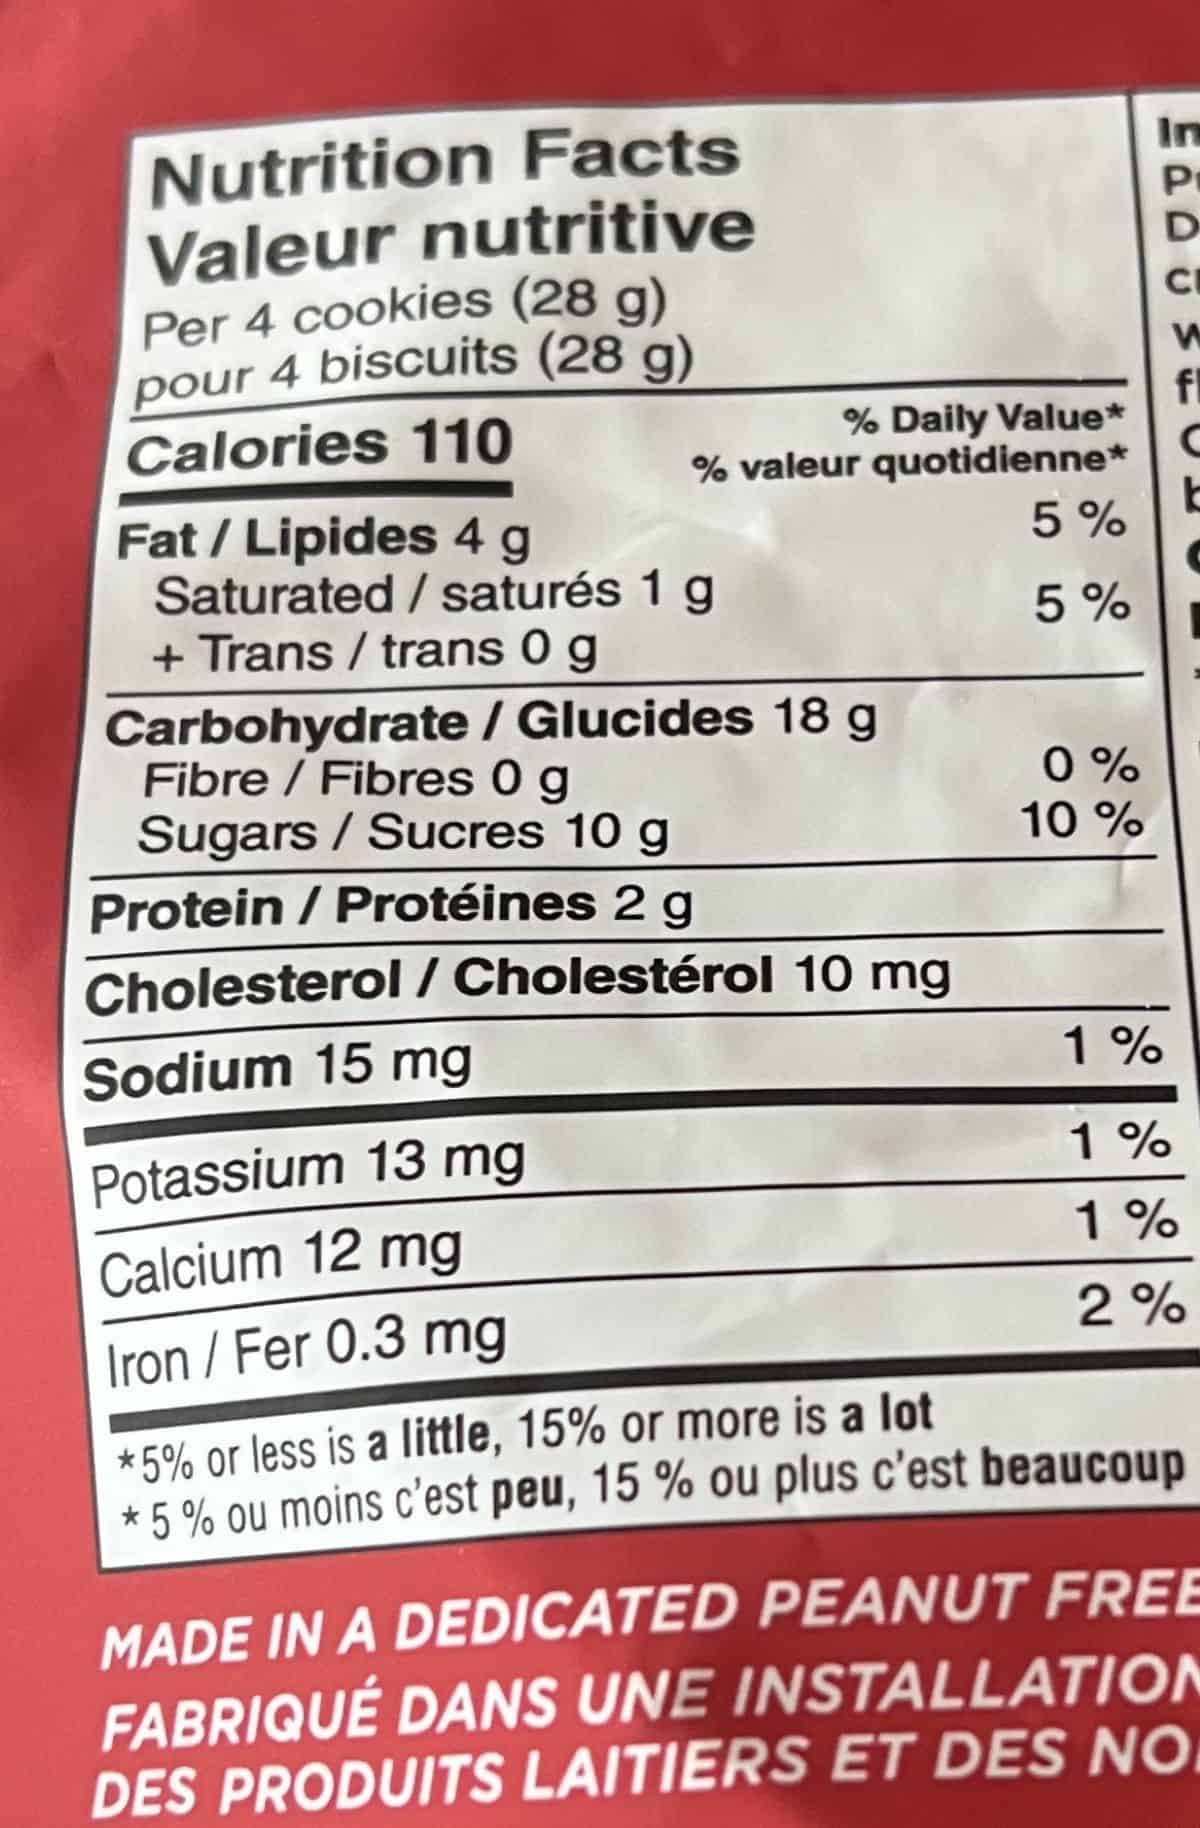 Nutrition Facts
Valeur nutritive
Per 4 cookies (28 g)
pour 4 biscuits (28 g)
Calories 110
% Daily Value*
% valeur quotidienne*
Fat / Lipides 4 g 5 %
Saturated / saturés 1 g 5 %
+ Trans / trans 0 g
Carbohydrate / Glucides 18 g
Fibre / Fibres 0 g 0 %
Sugars / Sucres 10 g 10 %
Protein / Protéines 2 g
Cholesterol / Cholestérol 10 mg
Sodium 15 mg 1 %
Potassium 13 mg 1 %
Calcium 12 mg 1 %
Iron / Fer 0.3 mg 2 %
*5% or less is a little, 15% or more is a lot
* 5 % ou moins c'est peu, 15 % ou plus c'est beaucoup
MADE IN A DEDICATED PEANUT FREE
FABRIQUÉ DANS UNE INSTALLATION
DES PRODUITS LAITIERS ET DES